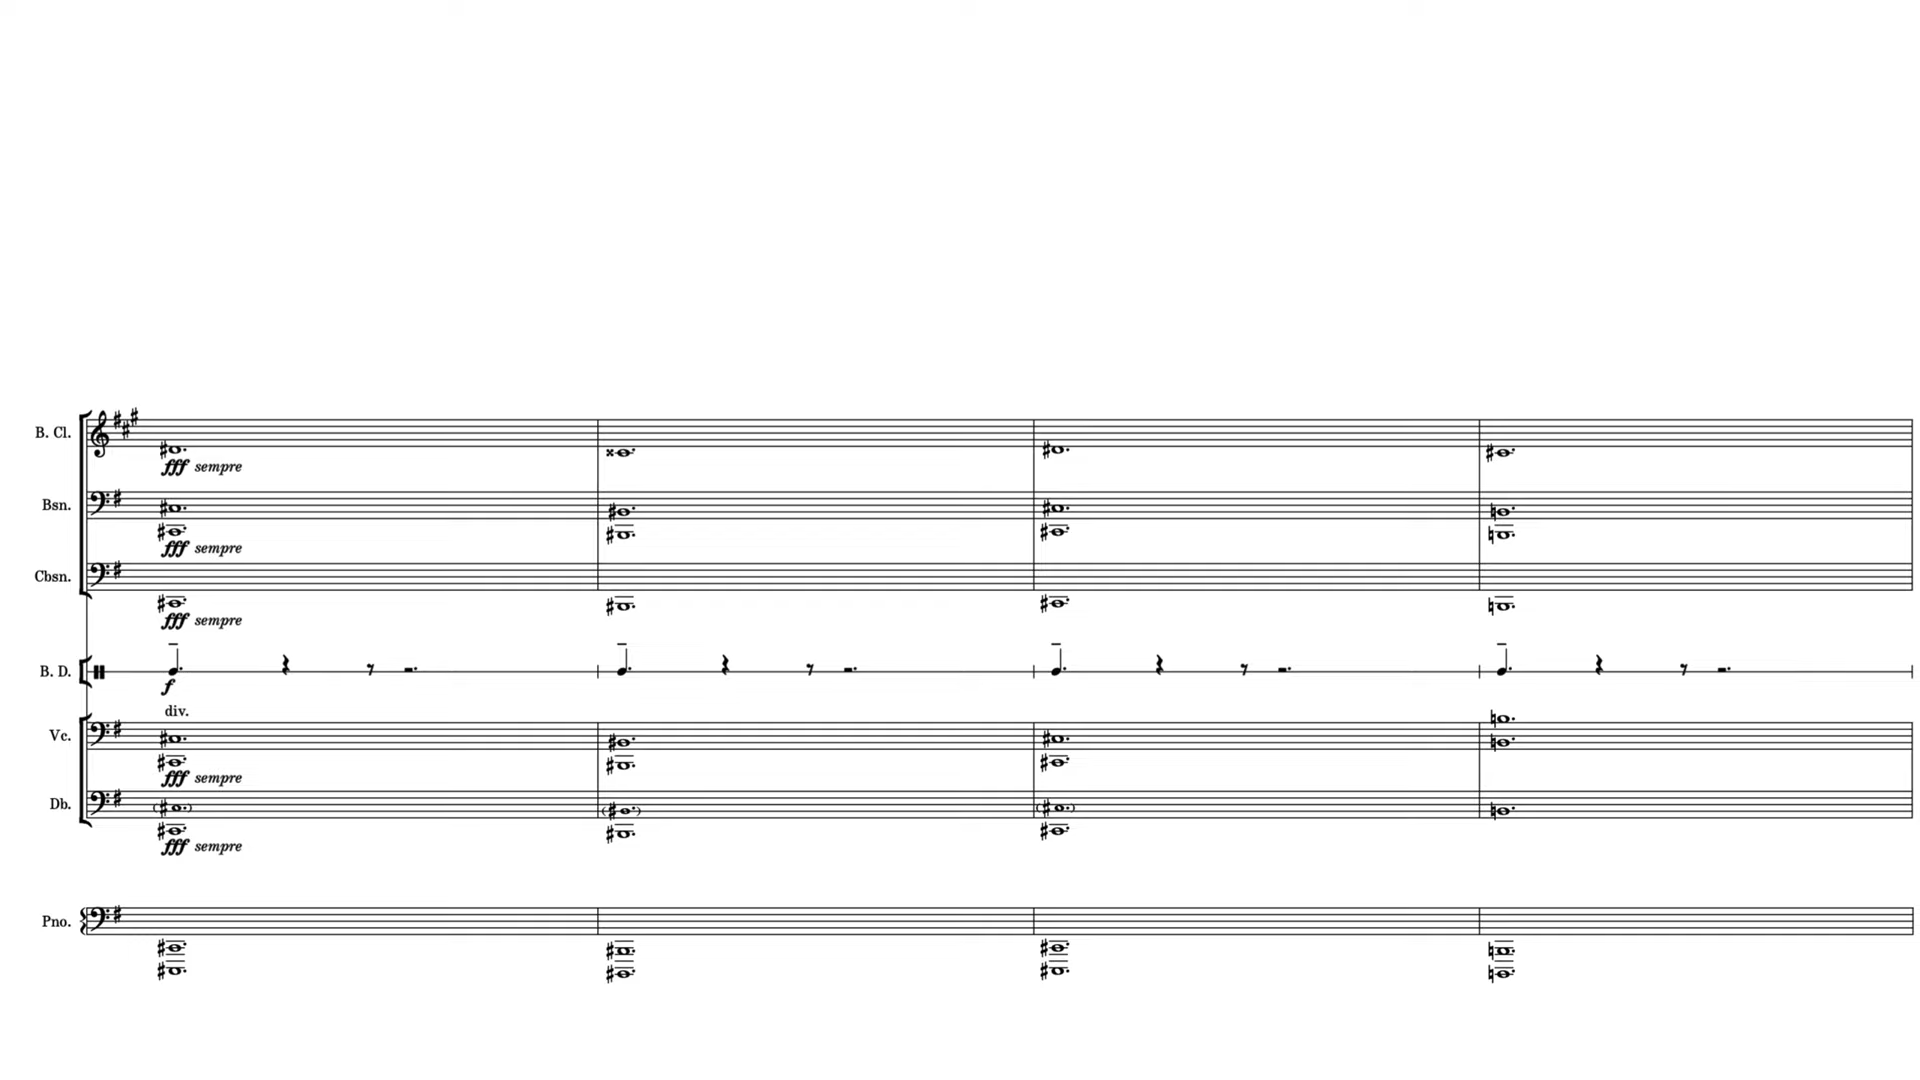 B. Cl.
fff sempre
Bsn.
fff sempre
Cbsn.
fff sempre
B. D.
f
div.
Vc.
fff sempre
Db.
fff sempre
Pno.